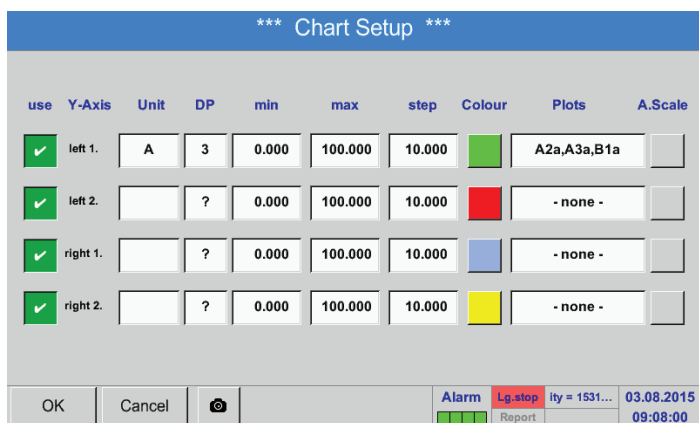 *** Chart Setup ***
use Y-Axis Unit DP min max step Colour Plots A.Scale
left 1. A 3 0.000 100.000 10.000 A2a,A3a,B1a
left 2. ? 0.000 100.000 10.000 - none -
right 1. ? 0.000 100.000 10.000 - none -
right 2. ? 0.000 100.000 10.000 - none -
OK Cancel Alarm Lg.stop ity = 1531... 03.08.2015
Report 09:08:00